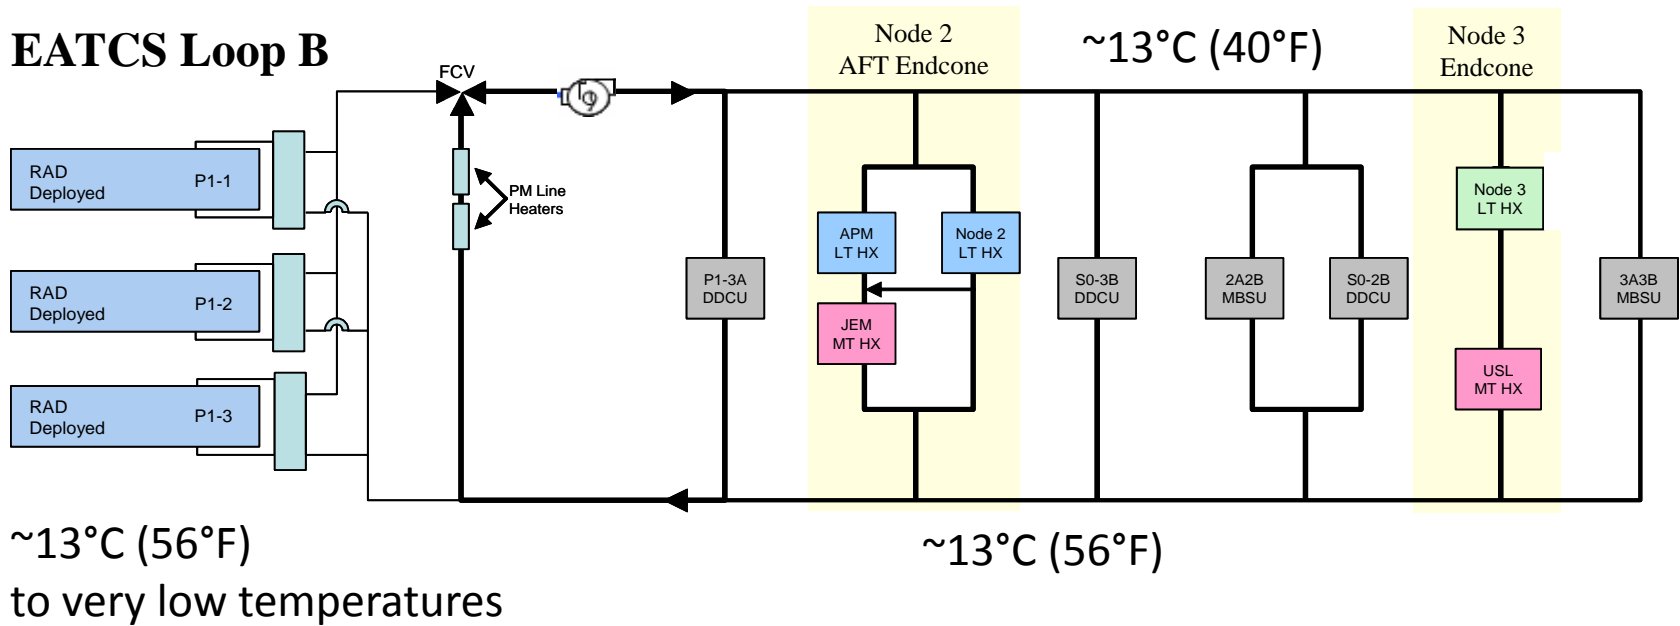 EATCS Loop B
Node 2
AFT Endcone
~13°C (40°F)
Node 3
Endcone
FCV
RAD
Deployed
P1-1
PM Line
Heaters
RAD
Deployed
P1-2
RAD
Deployed
P1-3
P1-3A
DDCU
APM
LT HX
Node 2
LT HX
JEM
MT HX
S0-3B
DDCU
2A2B
MBSU
S0-2B
DDCU
Node 3
LT HX
USL
MT HX
3A3B
MBSU
~13°C (56°F)
to very low temperatures
~13°C (56°F)